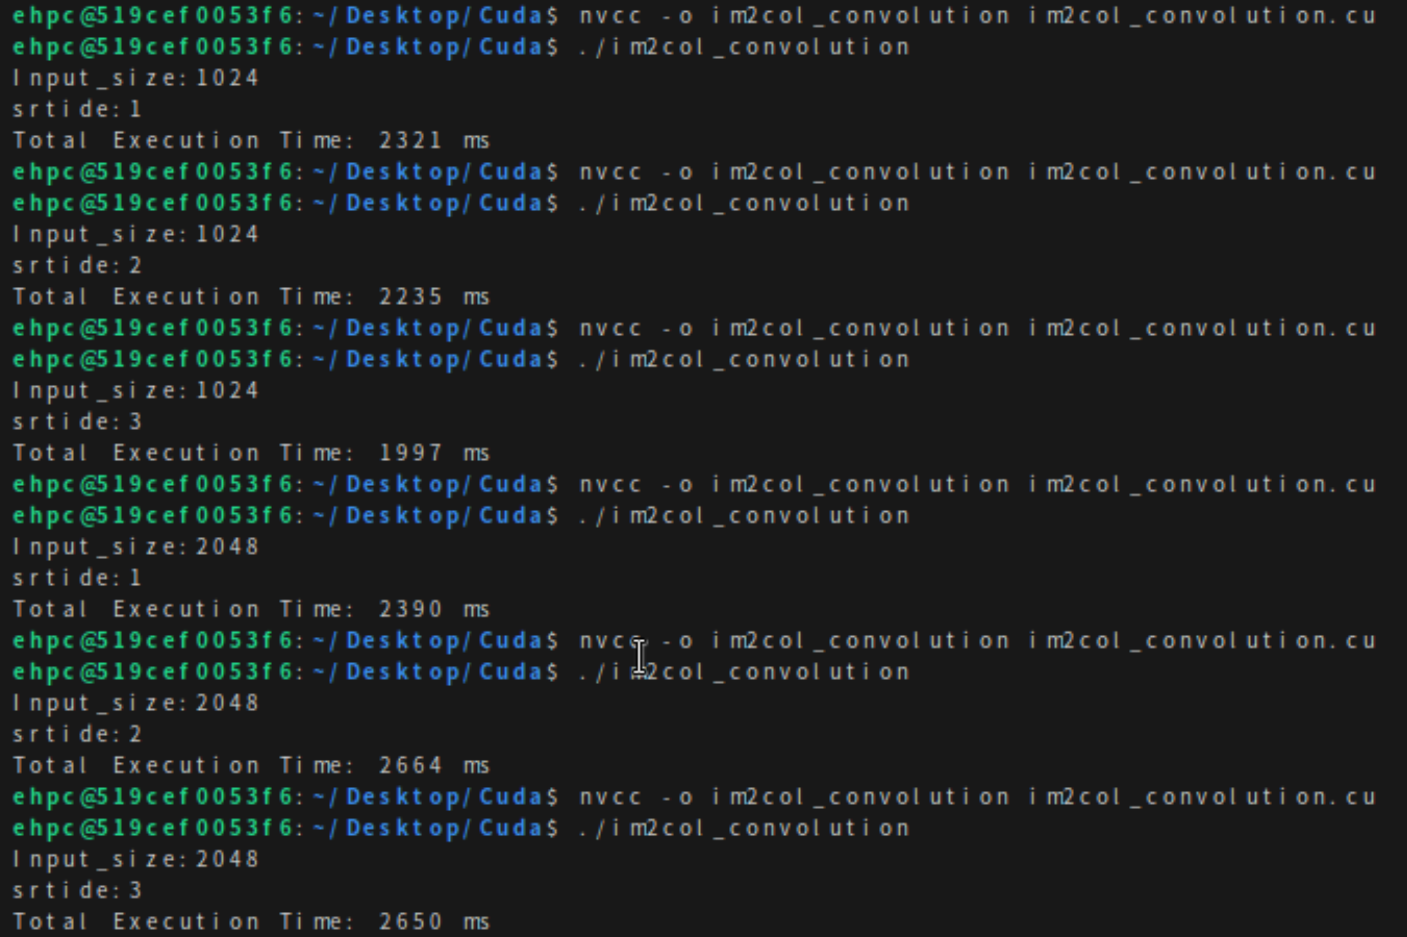 ehpc@519cef0053f6:~/Desktop/Cuda$ nvcc -o im2col_convolution im2col_convolution.cu
ehpc@519cef0053f6:~/Desktop/Cuda$ ./im2col_convolution
Input_size:1024
srtide:1
Total Execution Time: 2321 ms
ehpc@519cef0053f6:~/Desktop/Cuda$ nvcc -o im2col_convolution im2col_convolution.cu
ehpc@519cef0053f6:~/Desktop/Cuda$ ./im2col_convolution
Input_size:1024
srtide:2
Total Execution Time: 2235 ms
ehpc@519cef0053f6:~/Desktop/Cuda$ nvcc -o im2col_convolution im2col_convolution.cu
ehpc@519cef0053f6:~/Desktop/Cuda$ ./im2col_convolution
Input_size:1024
srtide:3
Total Execution Time: 1997 ms
ehpc@519cef0053f6:~/Desktop/Cuda$ nvcc -o im2col_convolution im2col_convolution.cu
ehpc@519cef0053f6:~/Desktop/Cuda$ ./im2col_convolution
Input_size:2048
srtide:1
Total Execution Time: 2390 ms
ehpc@519cef0053f6:~/Desktop/Cuda$ nvcc -o im2col_convolution im2col_convolution.cu
ehpc@519cef0053f6:~/Desktop/Cuda$ ./im2col_convolution
Input_size:2048
srtide:2
Total Execution Time: 2664 ms
ehpc@519cef0053f6:~/Desktop/Cuda$ nvcc -o im2col_convolution im2col_convolution.cu
ehpc@519cef0053f6:~/Desktop/Cuda$ ./im2col_convolution
Input_size:2048
srtide:3
Total Execution Time: 2650 ms